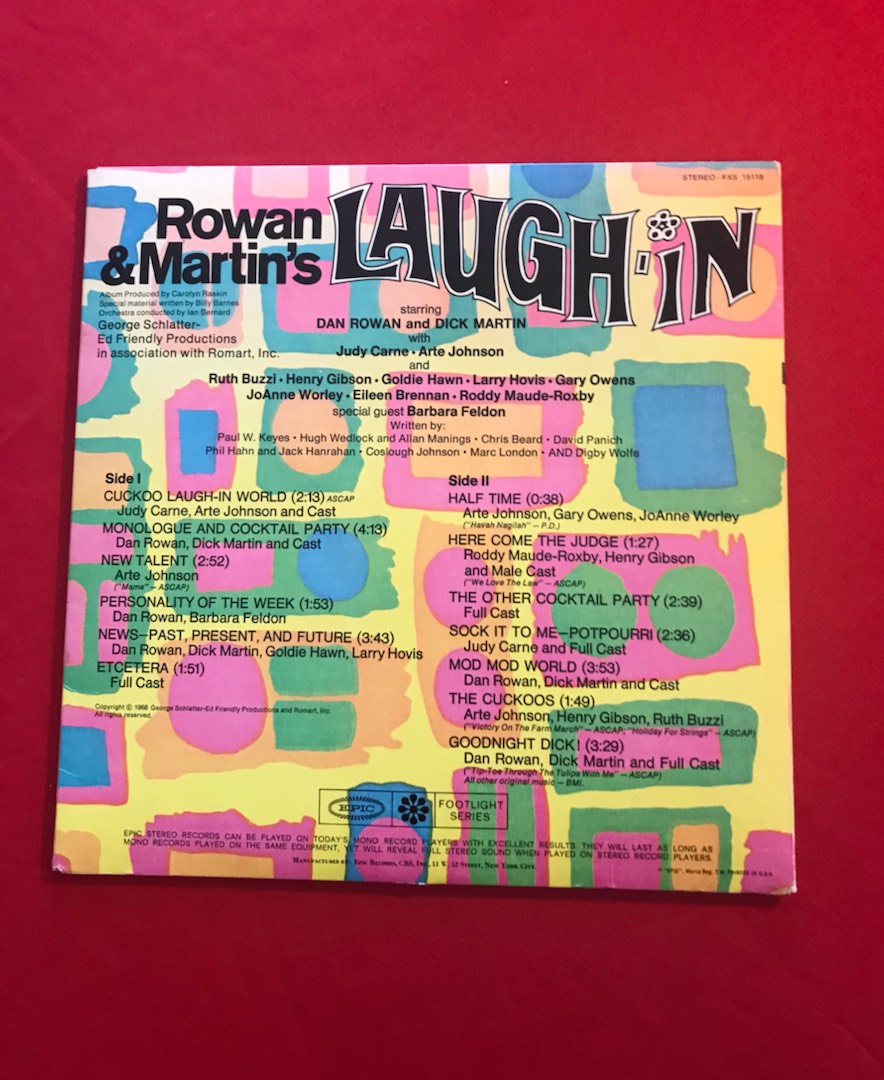 STEREO—FXS 15118
Rowan
&Martin's
LAUGH-iN
Album Produced by Carolyn Raskin
Special material written by Billy Barnes
Orchestra conducted by Ian Bernard
George Schlatter-
Ed Friendly Productions
in association with Romart, Inc.
starring
DAN ROWAN and DICK MARTIN
with
Judy Carne • Arte Johnson
and
Ruth Buzzi • Henry Gibson • Goldie Hawn • Larry Hovis • Gary Owens
JoAnne Worley • Eileen Brennan • Roddy Maude-Roxby
special guest Barbara Feldon
Written by:
Paul W. Keyes • Hugh Wedlock and Allan Manings • Chris Beard • David Panich
Phil Hahn and Jack Hanrahan • Coslough Johnson • Marc London • AND Digby Wolfe
Side I
CUCKOO LAUGH-IN WORLD (2:13) ASCAP
Judy Carne, Arte Johnson and Cast
MONOLOGUE AND COCKTAIL PARTY (4:13)
Dan Rowan, Dick Martin and Cast
NEW TALENT (2:52)
Arte Johnson
("Mame" — ASCAP)
PERSONALITY OF THE WEEK (1:53)
Dan Rowan, Barbara Feldon
NEWS—PAST, PRESENT, AND FUTURE (3:43)
Dan Rowan, Dick Martin, Goldie Hawn, Larry Hovis
ETCETERA (1:51)
Full Cast
Copyright © 1968 George Schlatter-Ed Friendly Productions and Romart, Inc.
All rights reserved.
Side II
HALF TIME (0:38)
Arte Johnson, Gary Owens, JoAnne Worley
("Havah Nagilah" — P.D.)
HERE COME THE JUDGE (1:27)
Roddy Maude-Roxby, Henry Gibson
and Male Cast
("We Love The Law" — ASCAP)
THE OTHER COCKTAIL PARTY (2:39)
Full Cast
SOCK IT TO ME—POTPOURRI (2:36)
Judy Carne and Full Cast
MOD MOD WORLD (3:53)
Dan Rowan, Dick Martin and Cast
THE CUCKOOS (1:49)
Arte Johnson, Henry Gibson, Ruth Buzzi
("Victory On The Farm March" — ASCAP; "Holiday For Strings" — ASCAP)
GOODNIGHT DICK! (3:29)
Dan Rowan, Dick Martin and Full Cast
("Tip-Toe Through The Tulips With Me" — ASCAP)
All other original music — BMI.
EPIC
FOOTLIGHT
SERIES
EPIC STEREO RECORDS CAN BE PLAYED ON TODAY'S MONO RECORD PLAYERS WITH EXCELLENT RESULTS. THEY WILL LAST AS LONG AS
MONO RECORDS PLAYED ON THE SAME EQUIPMENT, YET WILL REVEAL FULL STEREO SOUND WHEN PLAYED ON STEREO RECORD PLAYERS.
Manufactured by Epic Records, CBS, Inc., 51 W. 52 Street, New York City.
® "EPIC", Marca Reg. T.M. PRINTED IN U.S.A.